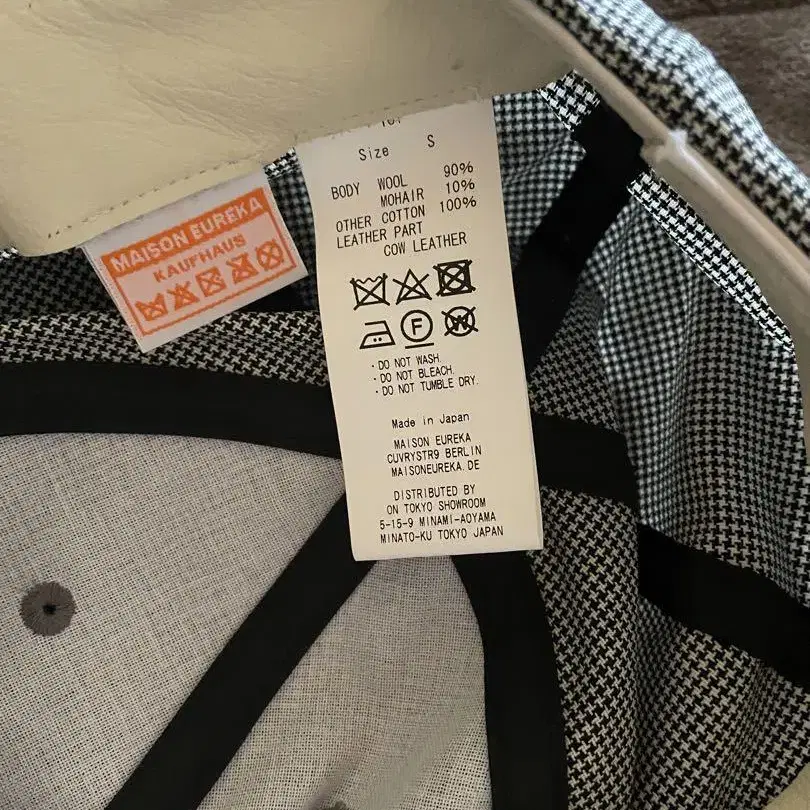 MAISON EUREKA
KAUFHAUS
Size S
BODY WOOL 90%
MOHAIR 10%
OTHER COTTON 100%
LEATHER PART
COW LEATHER
F
W
・DO NOT WASH.
・DO NOT BLEACH.
・DO NOT TUMBLE DRY.
Made in Japan
MAISON EUREKA
CUVRYSTR9 BERLIN
MAISONEUREKA.DE
DISTRIBUTED BY
ON TOKYO SHOWROOM
5-15-9 MINAMI-AOYAMA
MINATO-KU TOKYO JAPAN